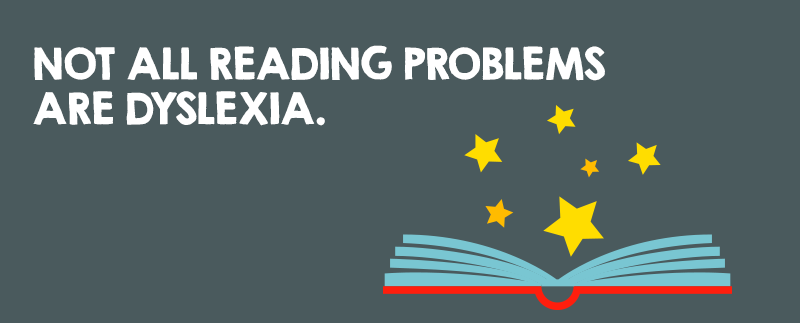 NOT ALL READING PROBLEMS
ARE DYSLEXIA.